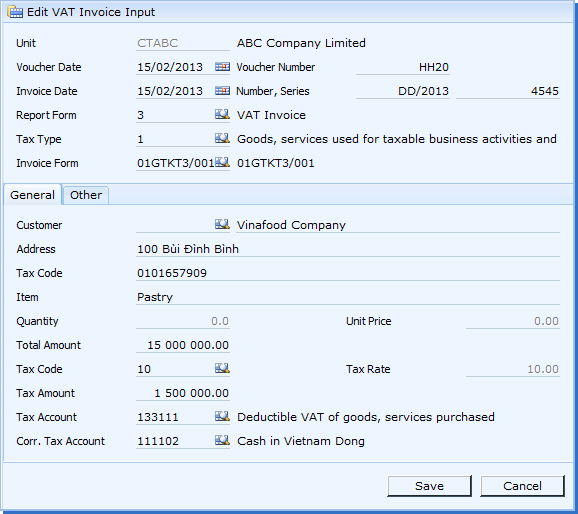 Edit VAT Invoice Input
Unit CTABC ABC Company Limited
Voucher Date 15/02/2013 Voucher Number HH20
Invoice Date 15/02/2013 Number, Series DD/2013 4545
Report Form 3 VAT Invoice
Tax Type 1 Goods, services used for taxable business activities and
Invoice Form 01GTKT3/001 01GTKT3/001
General Other
Customer Vinafood Company
Address 100 Bùi Đình Bình
Tax Code 0101657909
Item Pastry
Quantity 0.0 Unit Price 0.00
Total Amount 15 000 000.00
Tax Code 10 Tax Rate 10.00
Tax Amount 1 500 000.00
Tax Account 133111 Deductible VAT of goods, services purchased
Corr. Tax Account 111102 Cash in Vietnam Dong
Save Cancel